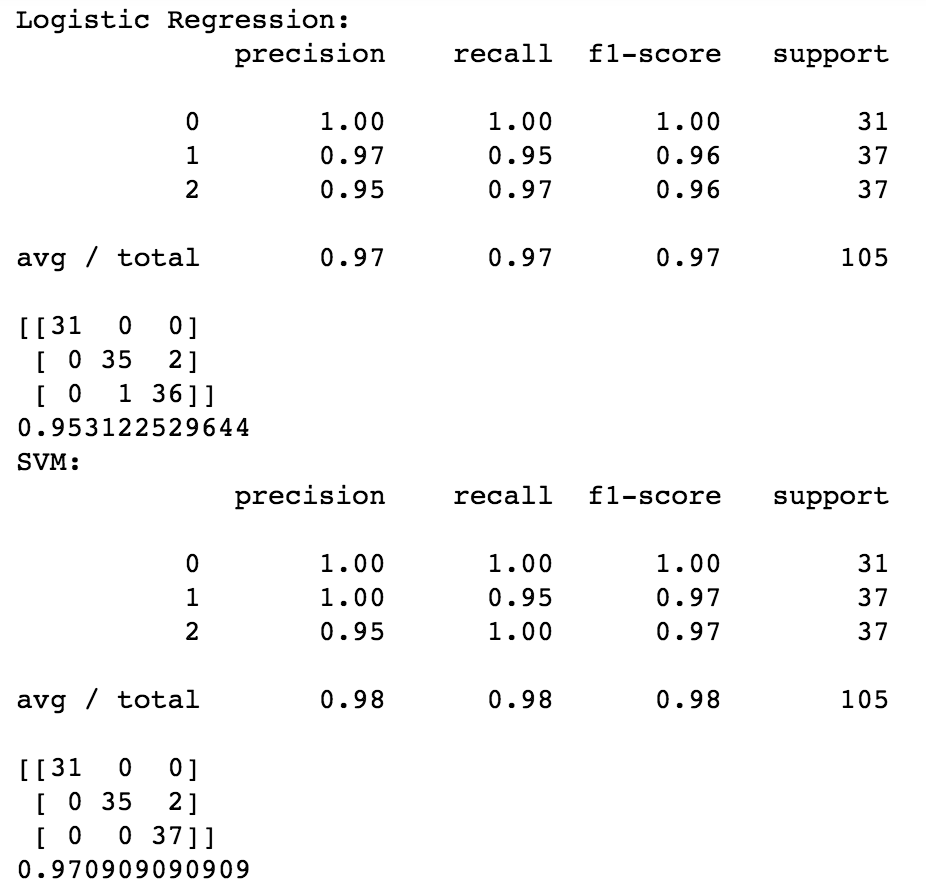 Logistic Regression:
             precision    recall  f1-score   support

          0       1.00      1.00      1.00        31
          1       0.97      0.95      0.96        37
          2       0.95      0.97      0.96        37

avg / total       0.97      0.97      0.97       105

[[31  0  0]
 [ 0 35  2]
 [ 0  1 36]]
0.953122529644
SVM:
             precision    recall  f1-score   support

          0       1.00      1.00      1.00        31
          1       1.00      0.95      0.97        37
          2       0.95      1.00      0.97        37

avg / total       0.98      0.98      0.98       105

[[31  0  0]
 [ 0 35  2]
 [ 0  0 37]]
0.970909090909